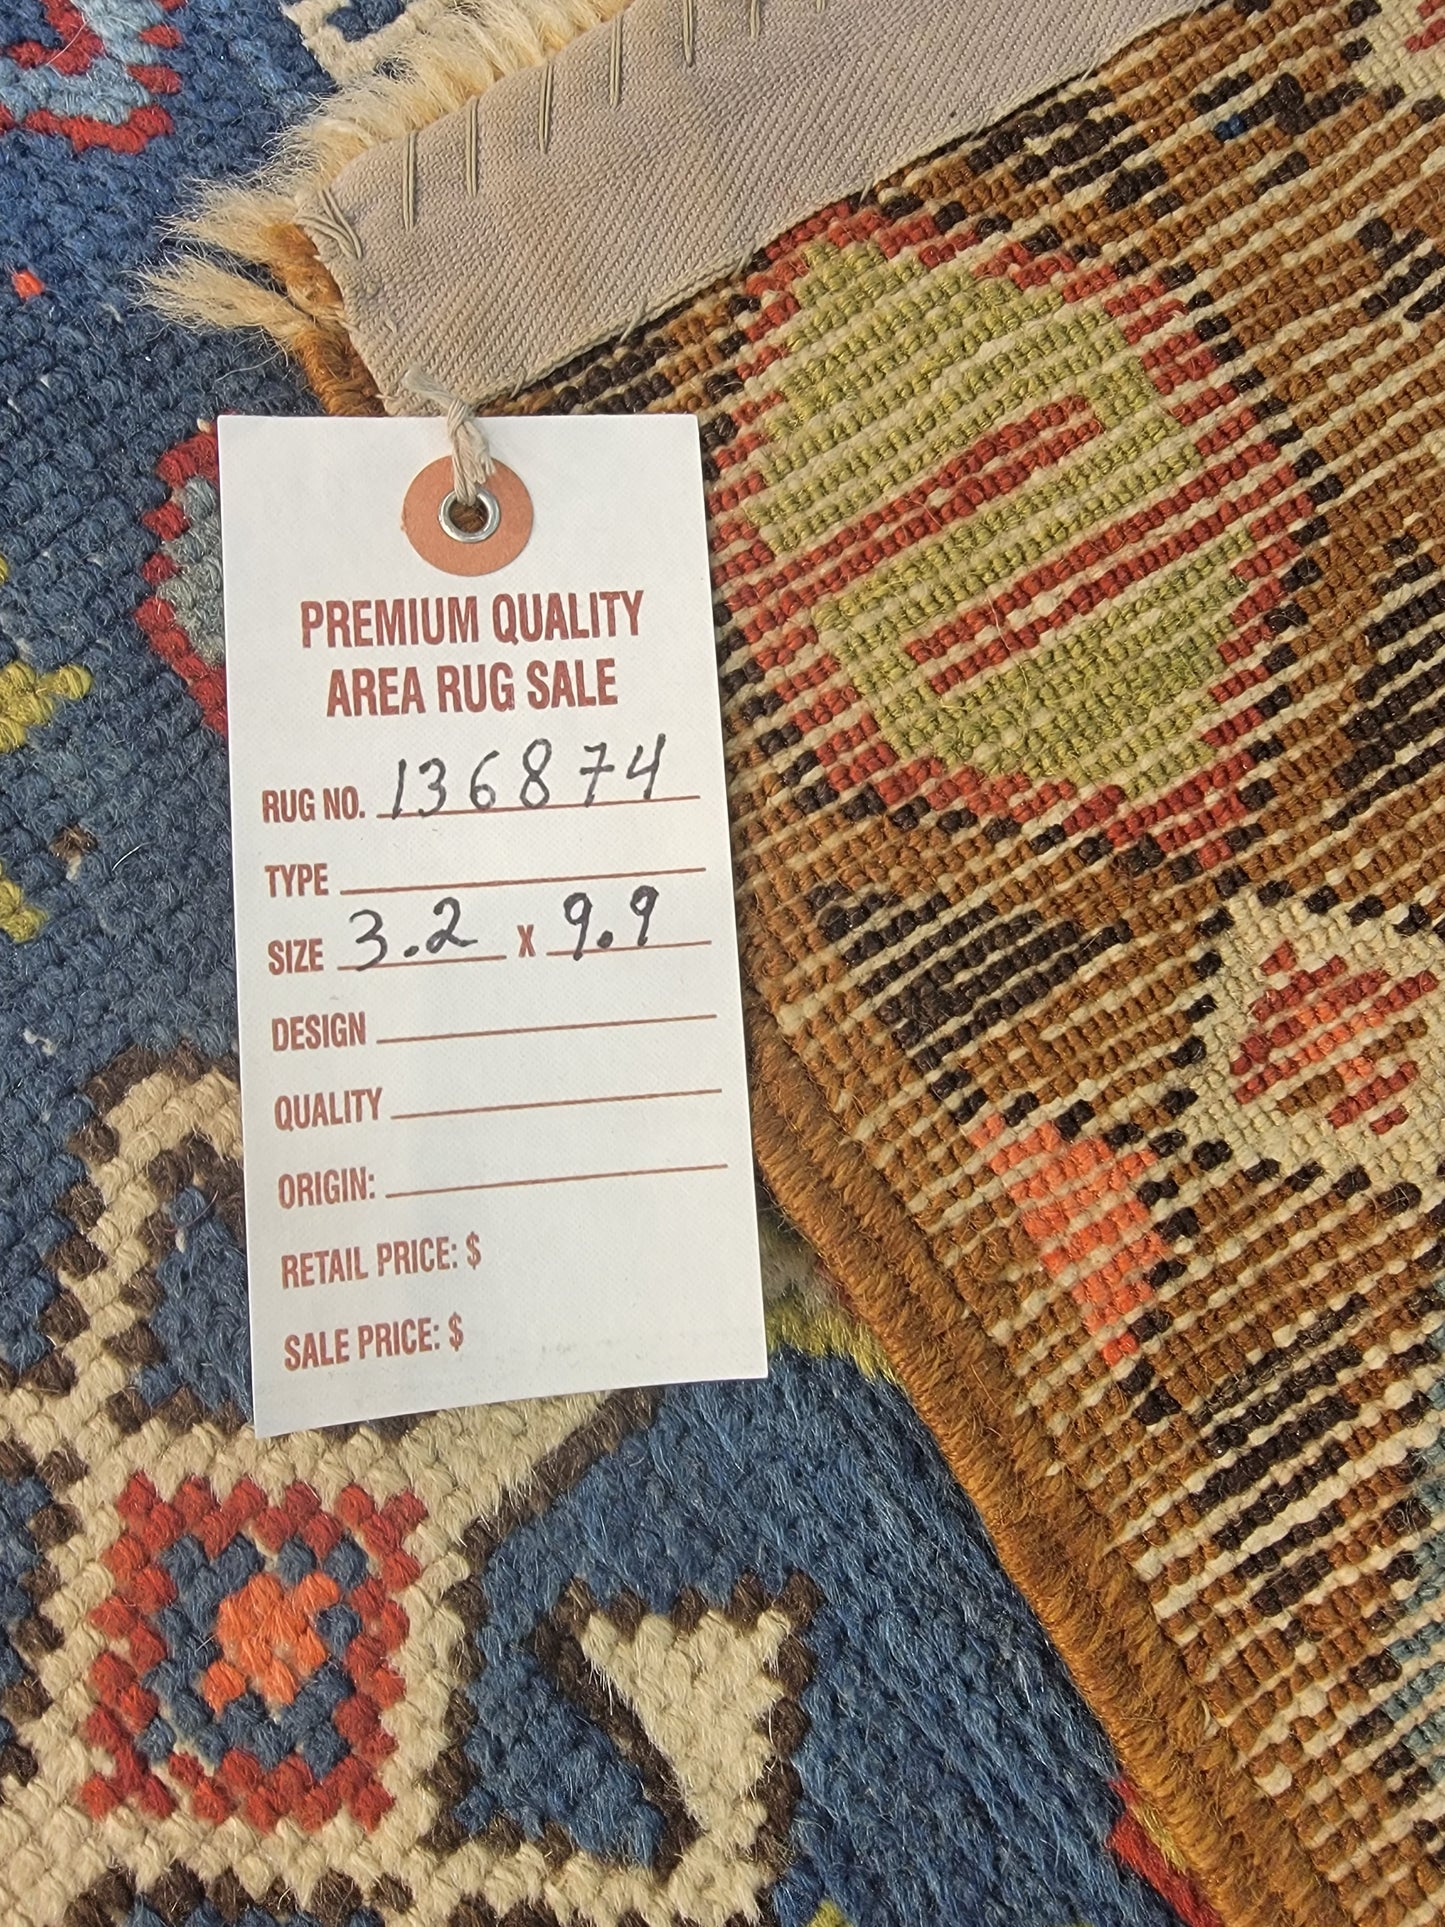 PREMIUM QUALITY
AREA RUG SALE
RUG NO. 136874
TYPE
SIZE 3.2 X 9.9
DESIGN
QUALITY
ORIGIN:
RETAIL PRICE: $
SALE PRICE: $